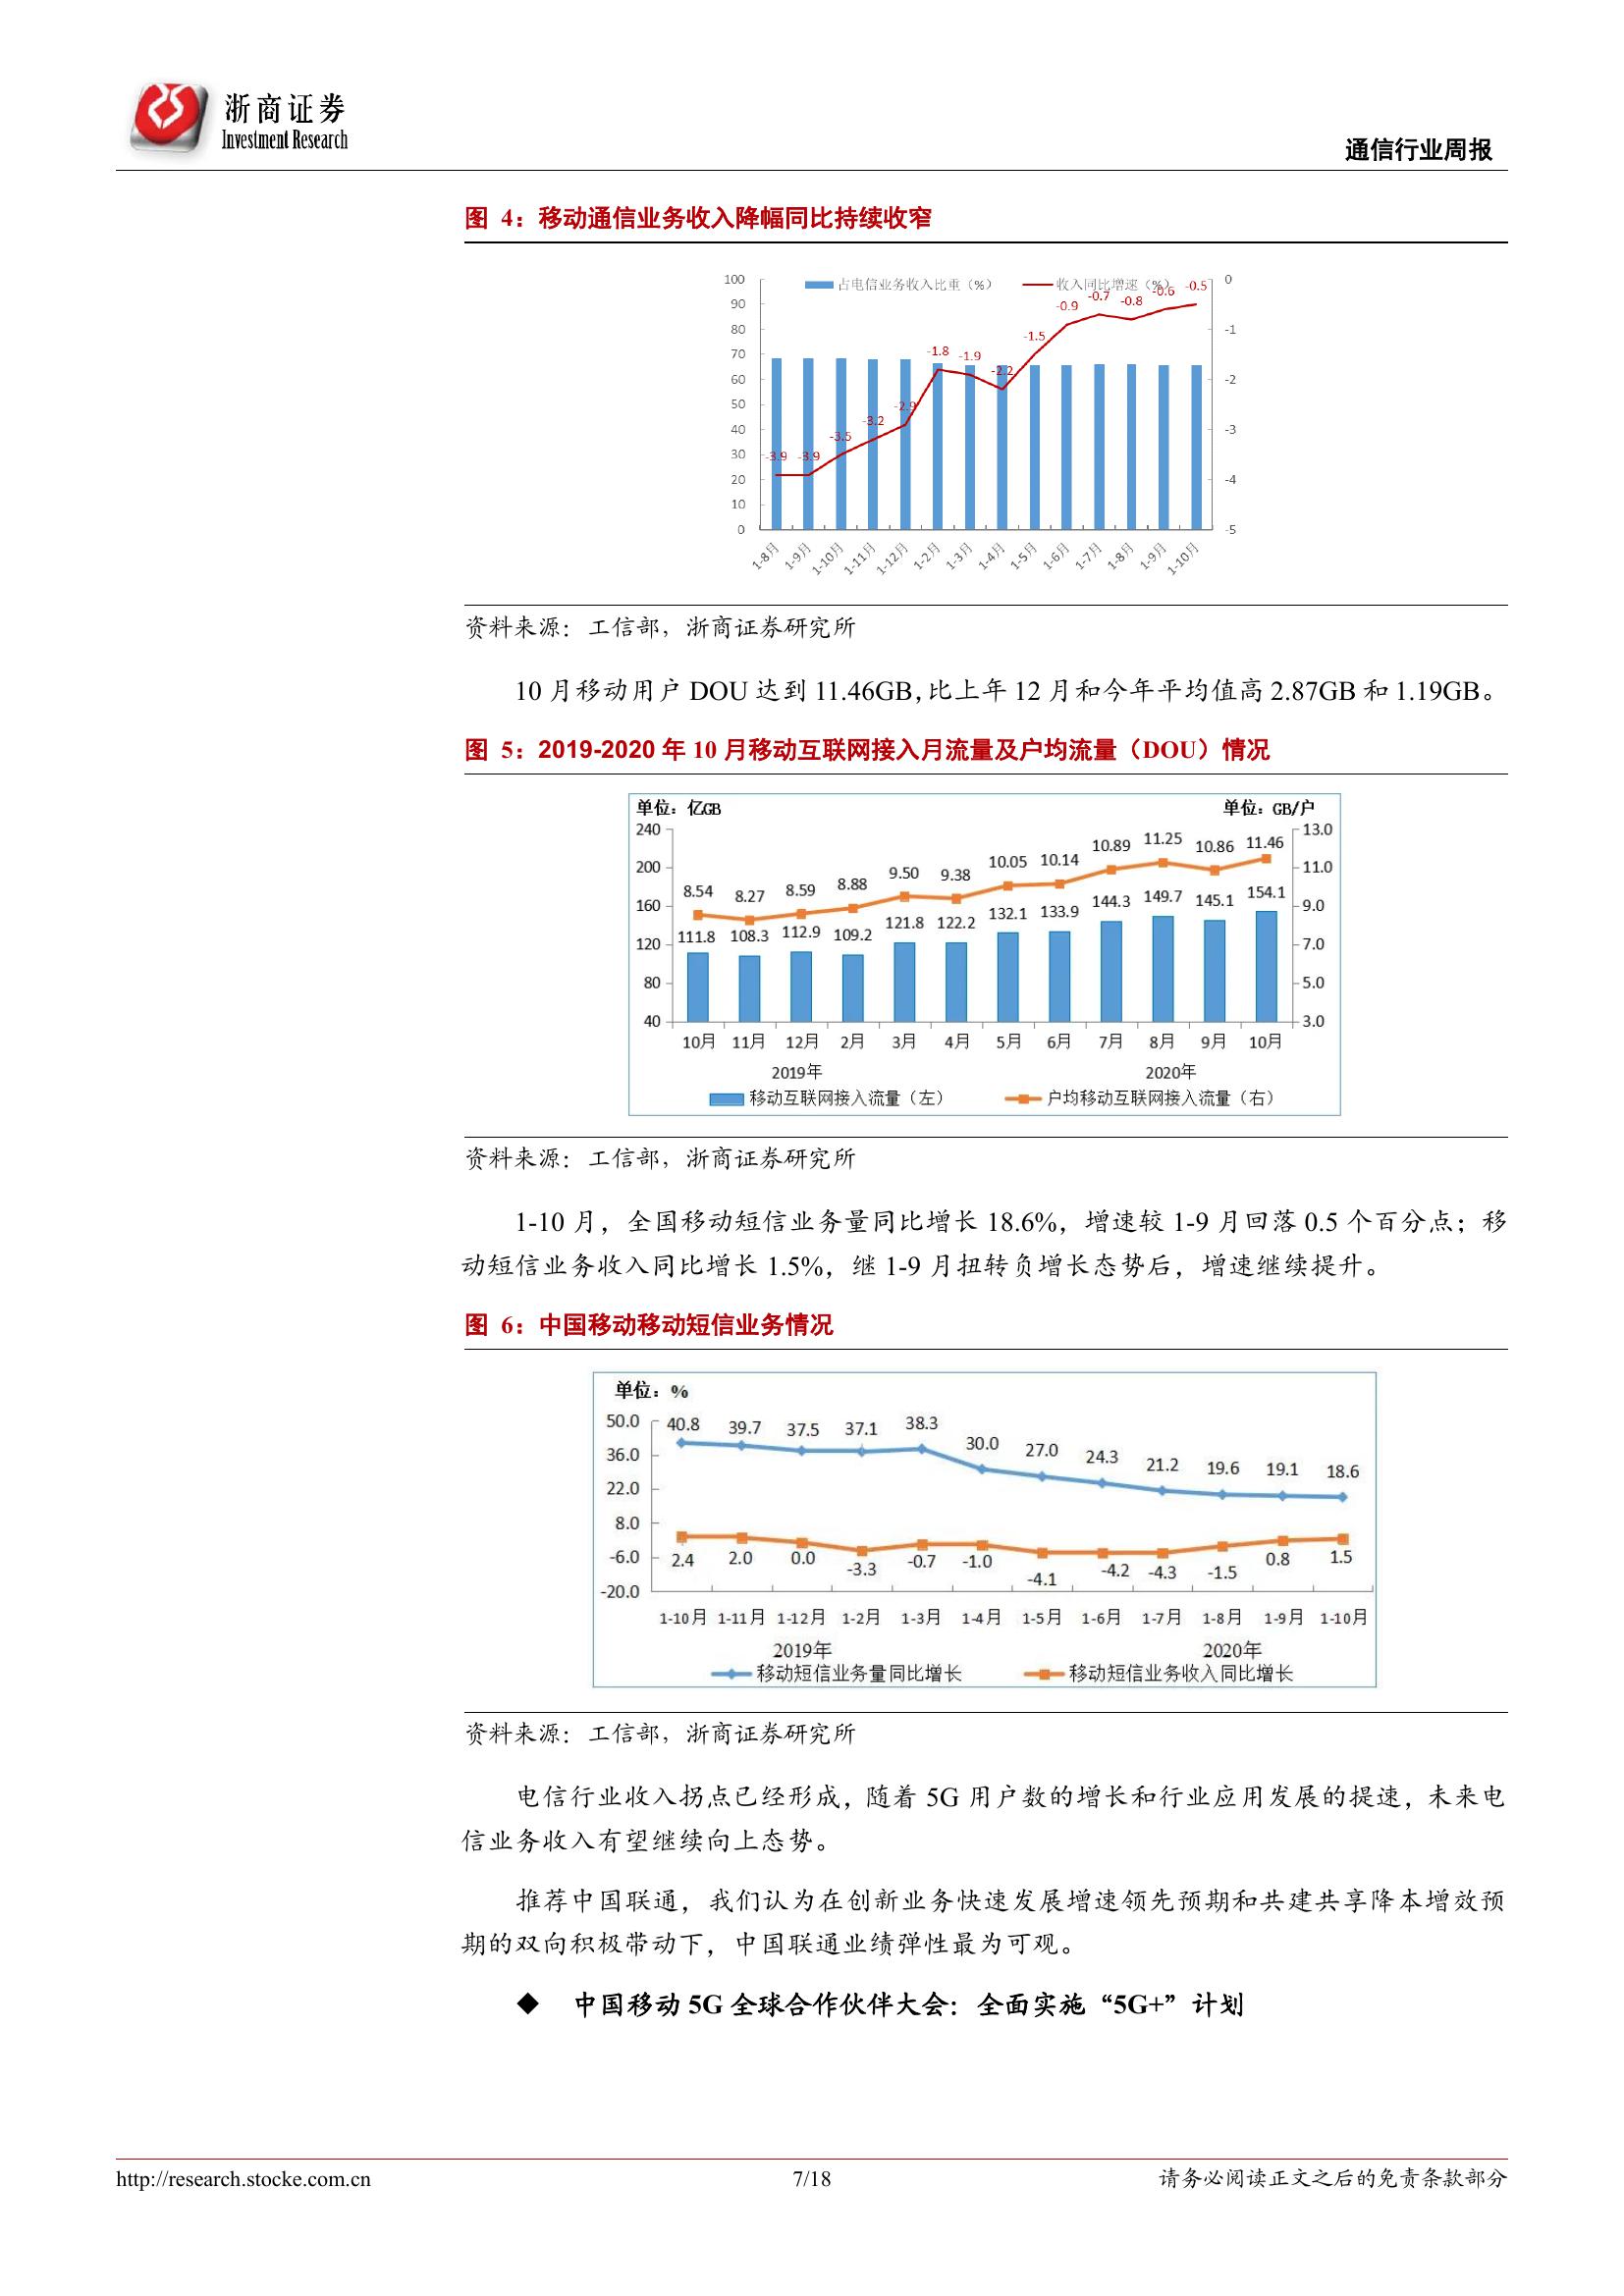 浙商证券
Investment Research
通信行业周报
图 4：移动通信业务收入降幅同比持续收窄
占电信业务收入比重（%） 收入同比增速（%）
100 90 80 70 60 50 40 30 20 10 0
0 -1 -2 -3 -4 -5
-3.9 -3.9 -3.5 -3.2 -2.9 -1.8 -1.9 -2.2 -1.5 -0.9 -0.7 -0.8 -0.6 -0.5
1-8月 1-9月 1-10月 1-11月 1-12月 1-2月 1-3月 1-4月 1-5月 1-6月 1-7月 1-8月 1-9月 1-10月
资料来源：工信部，浙商证券研究所
10 月移动用户 DOU 达到 11.46GB，比上年 12 月和今年平均值高 2.87GB 和 1.19GB。
图 5：2019-2020 年 10 月移动互联网接入月流量及户均流量（DOU）情况
单位：亿GB 单位：GB/户
240 200 160 120 80 40
13.0 11.0 9.0 7.0 5.0 3.0
8.54 8.27 8.59 8.88 9.50 9.38 10.05 10.14 10.89 11.25 10.86 11.46
111.8 108.3 112.9 109.2 121.8 122.2 132.1 133.9 144.3 149.7 145.1 154.1
10月 11月 12月 2月 3月 4月 5月 6月 7月 8月 9月 10月
2019年 2020年
移动互联网接入流量（左） 户均移动互联网接入流量（右）
资料来源：工信部，浙商证券研究所
1-10 月，全国移动短信业务量同比增长 18.6%，增速较 1-9 月回落 0.5 个百分点；移
动短信业务收入同比增长 1.5%，继 1-9 月扭转负增长态势后，增速继续提升。
图 6：中国移动移动短信业务情况
单位：%
50.0 36.0 22.0 8.0 -6.0 -20.0
40.8 39.7 37.5 37.1 38.3 30.0 27.0 24.3 21.2 19.6 19.1 18.6
2.4 2.0 0.0 -3.3 -0.7 -1.0 -4.1 -4.2 -4.3 -1.5 0.8 1.5
1-10月 1-11月 1-12月 1-2月 1-3月 1-4月 1-5月 1-6月 1-7月 1-8月 1-9月 1-10月
2019年 2020年
移动短信业务量同比增长 移动短信业务收入同比增长
资料来源：工信部，浙商证券研究所
电信行业收入拐点已经形成，随着 5G 用户数的增长和行业应用发展的提速，未来电
信业务收入有望继续向上态势。
推荐中国联通，我们认为在创新业务快速发展增速领先预期和共建共享降本增效预
期的双向积极带动下，中国联通业绩弹性最为可观。
◆ 中国移动 5G 全球合作伙伴大会：全面实施“5G+”计划
http://research.stocke.com.cn 7/18 请务必阅读正文之后的免责条款部分